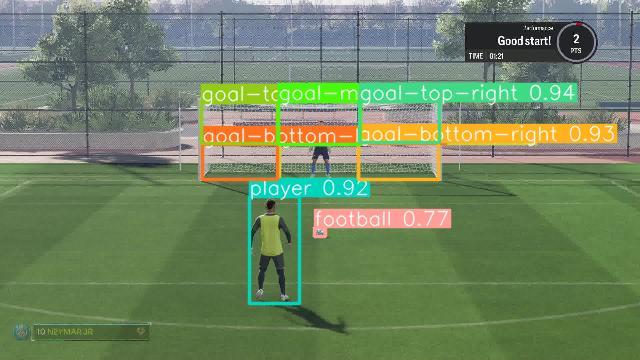 Performance
Good start!
2
PTS
TIME 01:21
goal-to
goal-m
goal-top-right 0.94
goal-bottom-
goal-bottom-right 0.93
player 0.92
football 0.77
10 NEYMAR JR